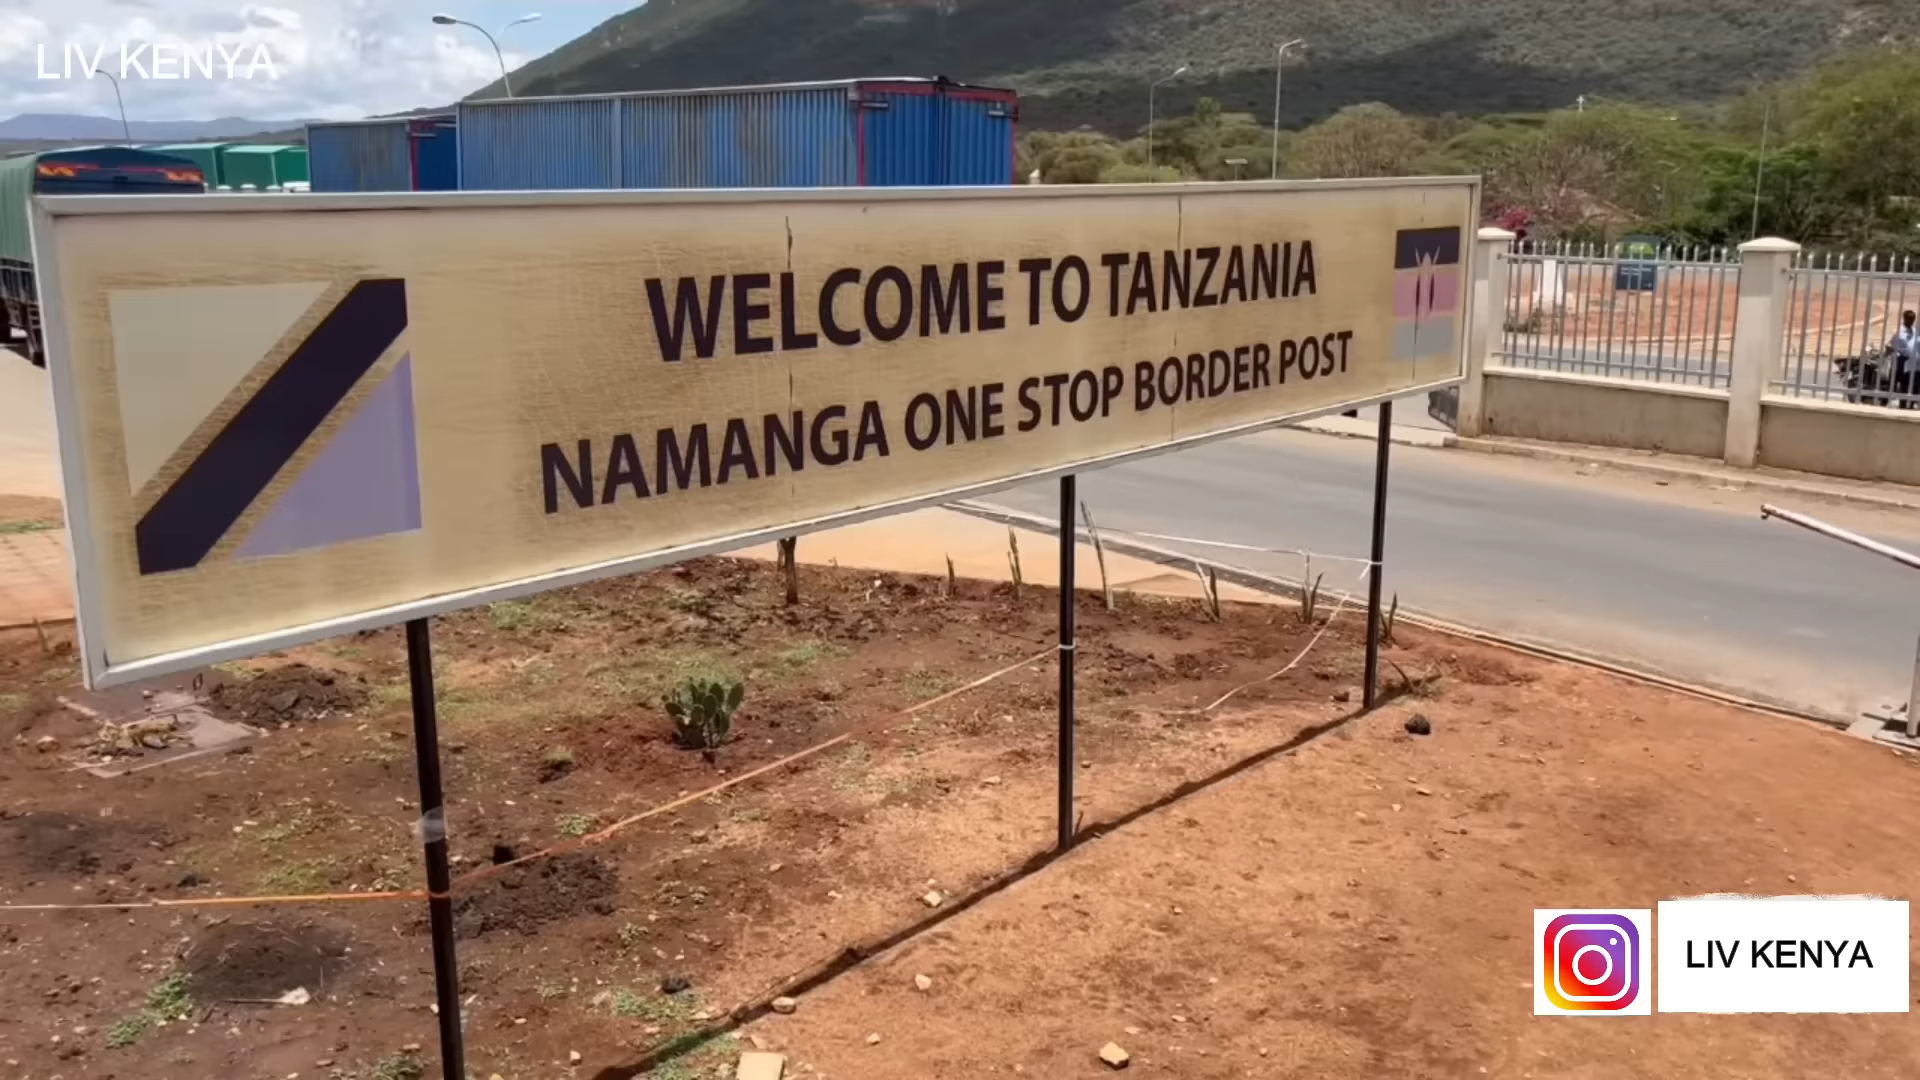 LIV KENYA
WELCOME TO TANZANIA
NAMANGA ONE STOP BORDER POST
LIV KENYA